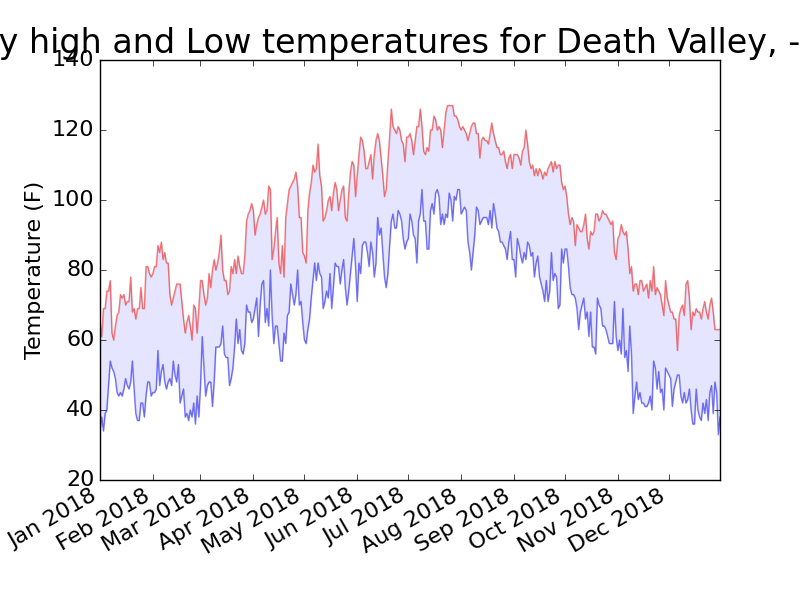 y high and Low temperatures for Death Valley, -
140
120
100
80
60
40
20
Temperature (F)
Jan 2018
Feb 2018
Mar 2018
Apr 2018
May 2018
Jun 2018
Jul 2018
Aug 2018
Sep 2018
Oct 2018
Nov 2018
Dec 2018